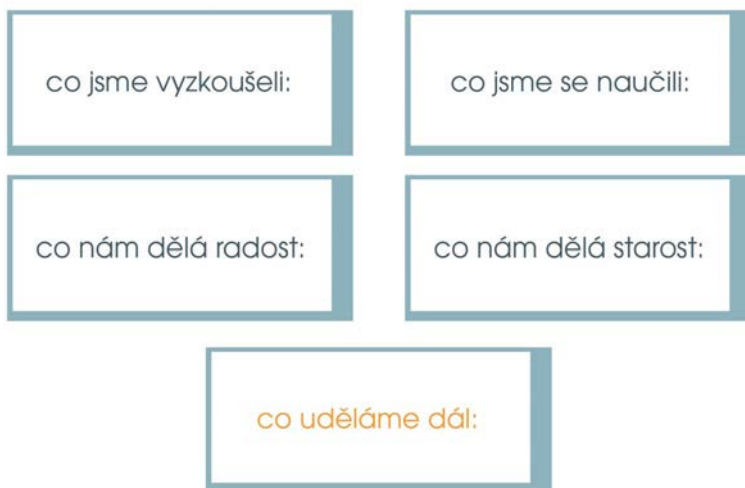 co jsme vyzkoušeli:
co jsme se naučili:
co nám dělá radost:
co nám dělá starost:
co uděláme dál: